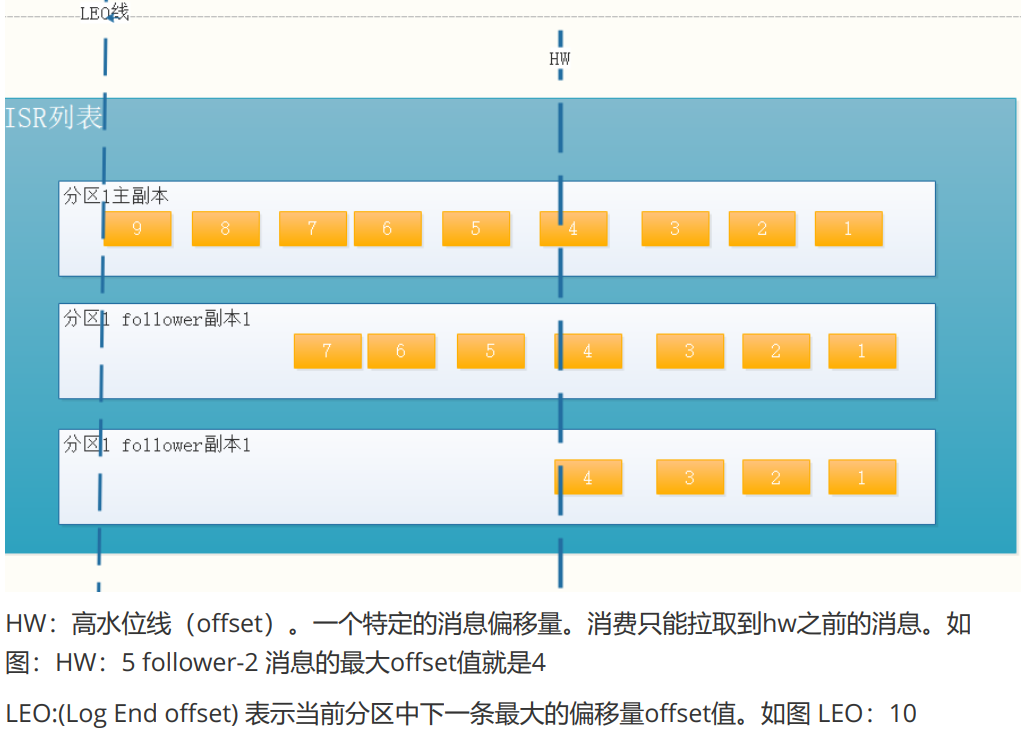 LEO线
HW
ISR列表
分区1主副本
9 8 7 6 5 4 3 2 1
分区1 follower副本1
7 6 5 4 3 2 1
分区1 follower副本1
4 3 2 1
HW：高水位线（offset）。一个特定的消息偏移量。消费只能拉取到hw之前的消息。如
图：HW：5 follower-2 消息的最大offset值就是4
LEO:(Log End offset) 表示当前分区中下一条最大的偏移量offset值。如图 LEO：10